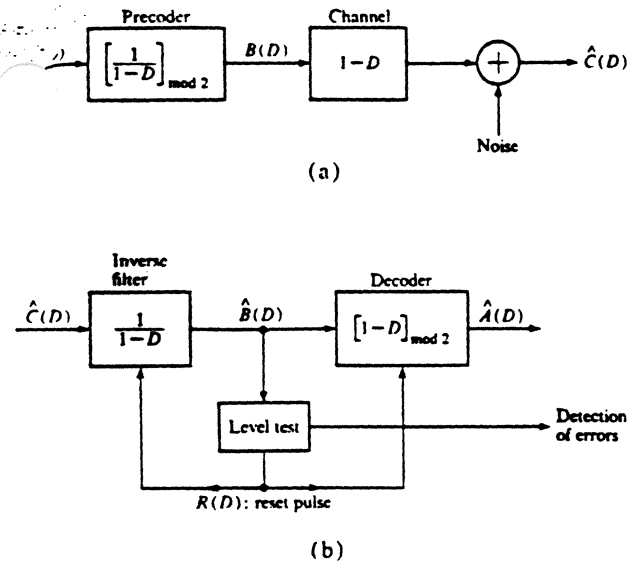 Precoder
Channel
[1/(1−D)] mod 2
B(D)
1−D
+
Ĉ(D)
Noise
(a)
Inverse
filter
Decoder
Ĉ(D)
1/(1−D)
B̂(D)
[1−D] mod 2
Â(D)
Level test
Detection
of errors
R(D): reset pulse
(b)